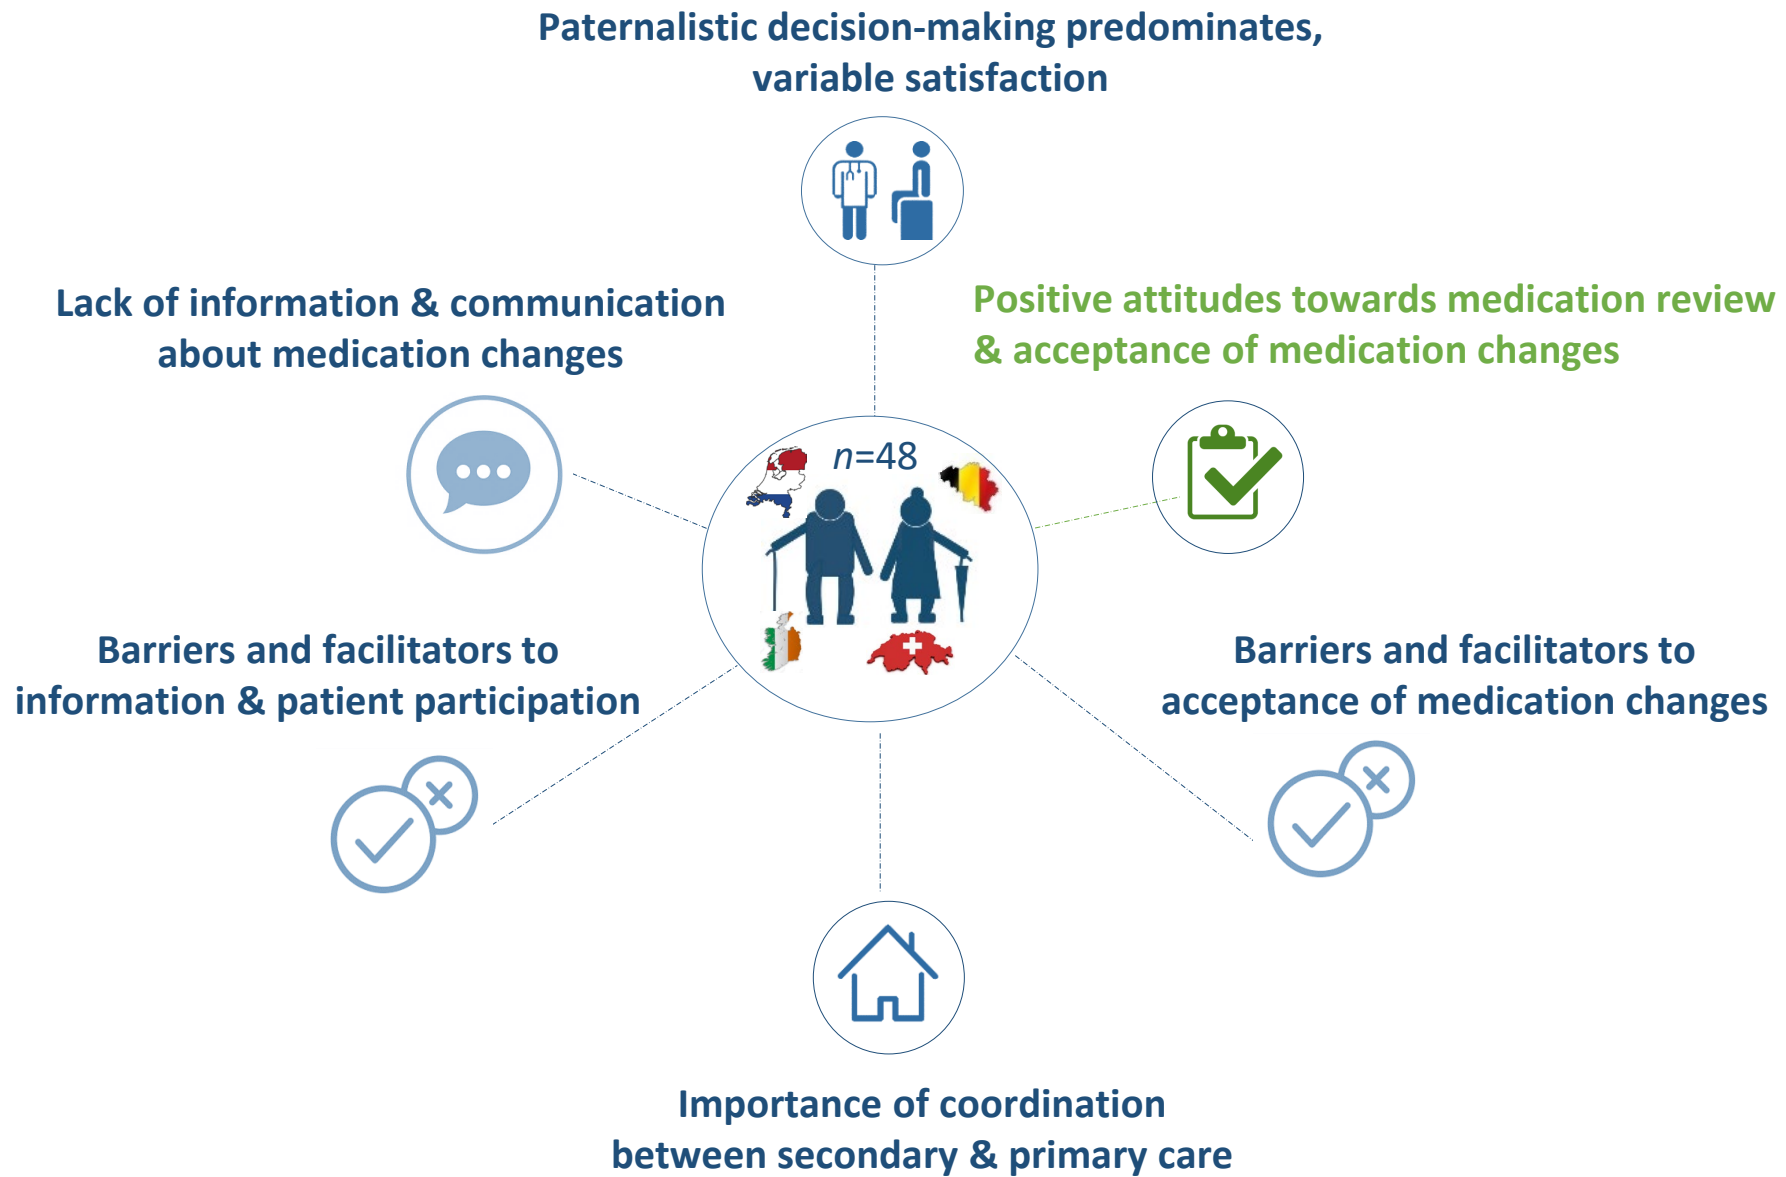 Paternalistic decision-making predominates,
variable satisfaction
Lack of information & communication
about medication changes
Positive attitudes towards medication review
& acceptance of medication changes
n=48
Barriers and facilitators to
information & patient participation
Barriers and facilitators to
acceptance of medication changes
Importance of coordination
between secondary & primary care